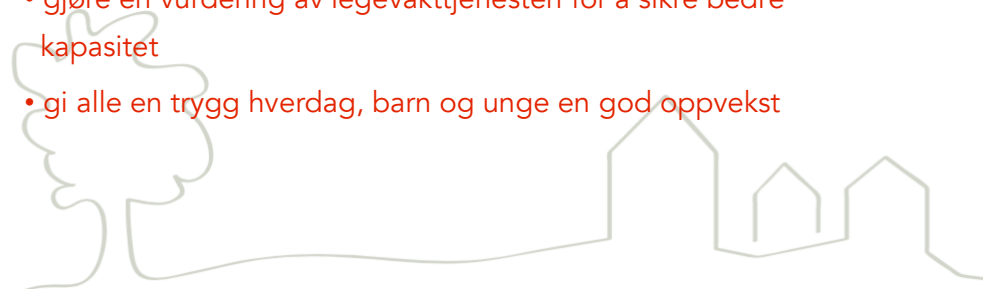 • gjøre en vurdering av legevakttjenesten for å sikre bedre
kapasitet
• gi alle en trygg hverdag, barn og unge en god oppvekst